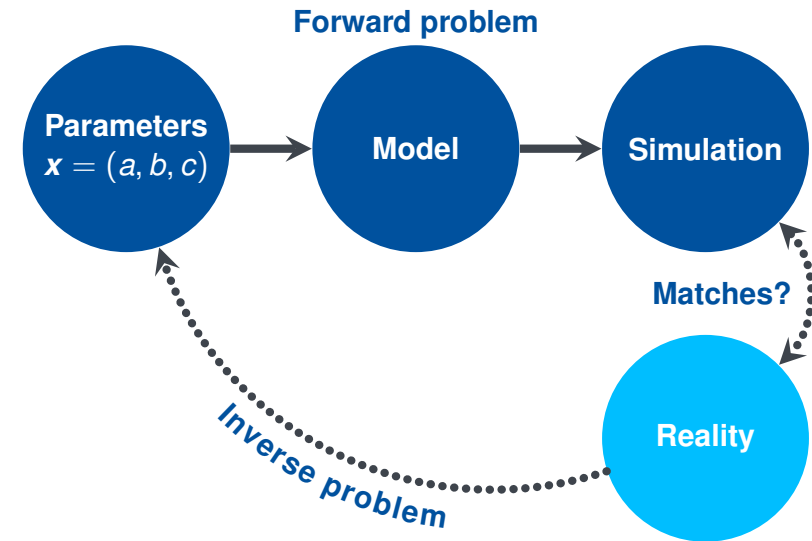 Forward problem
Parameters
x = (a, b, c)
Model
Simulation
Matches?
Reality
Inverse problem